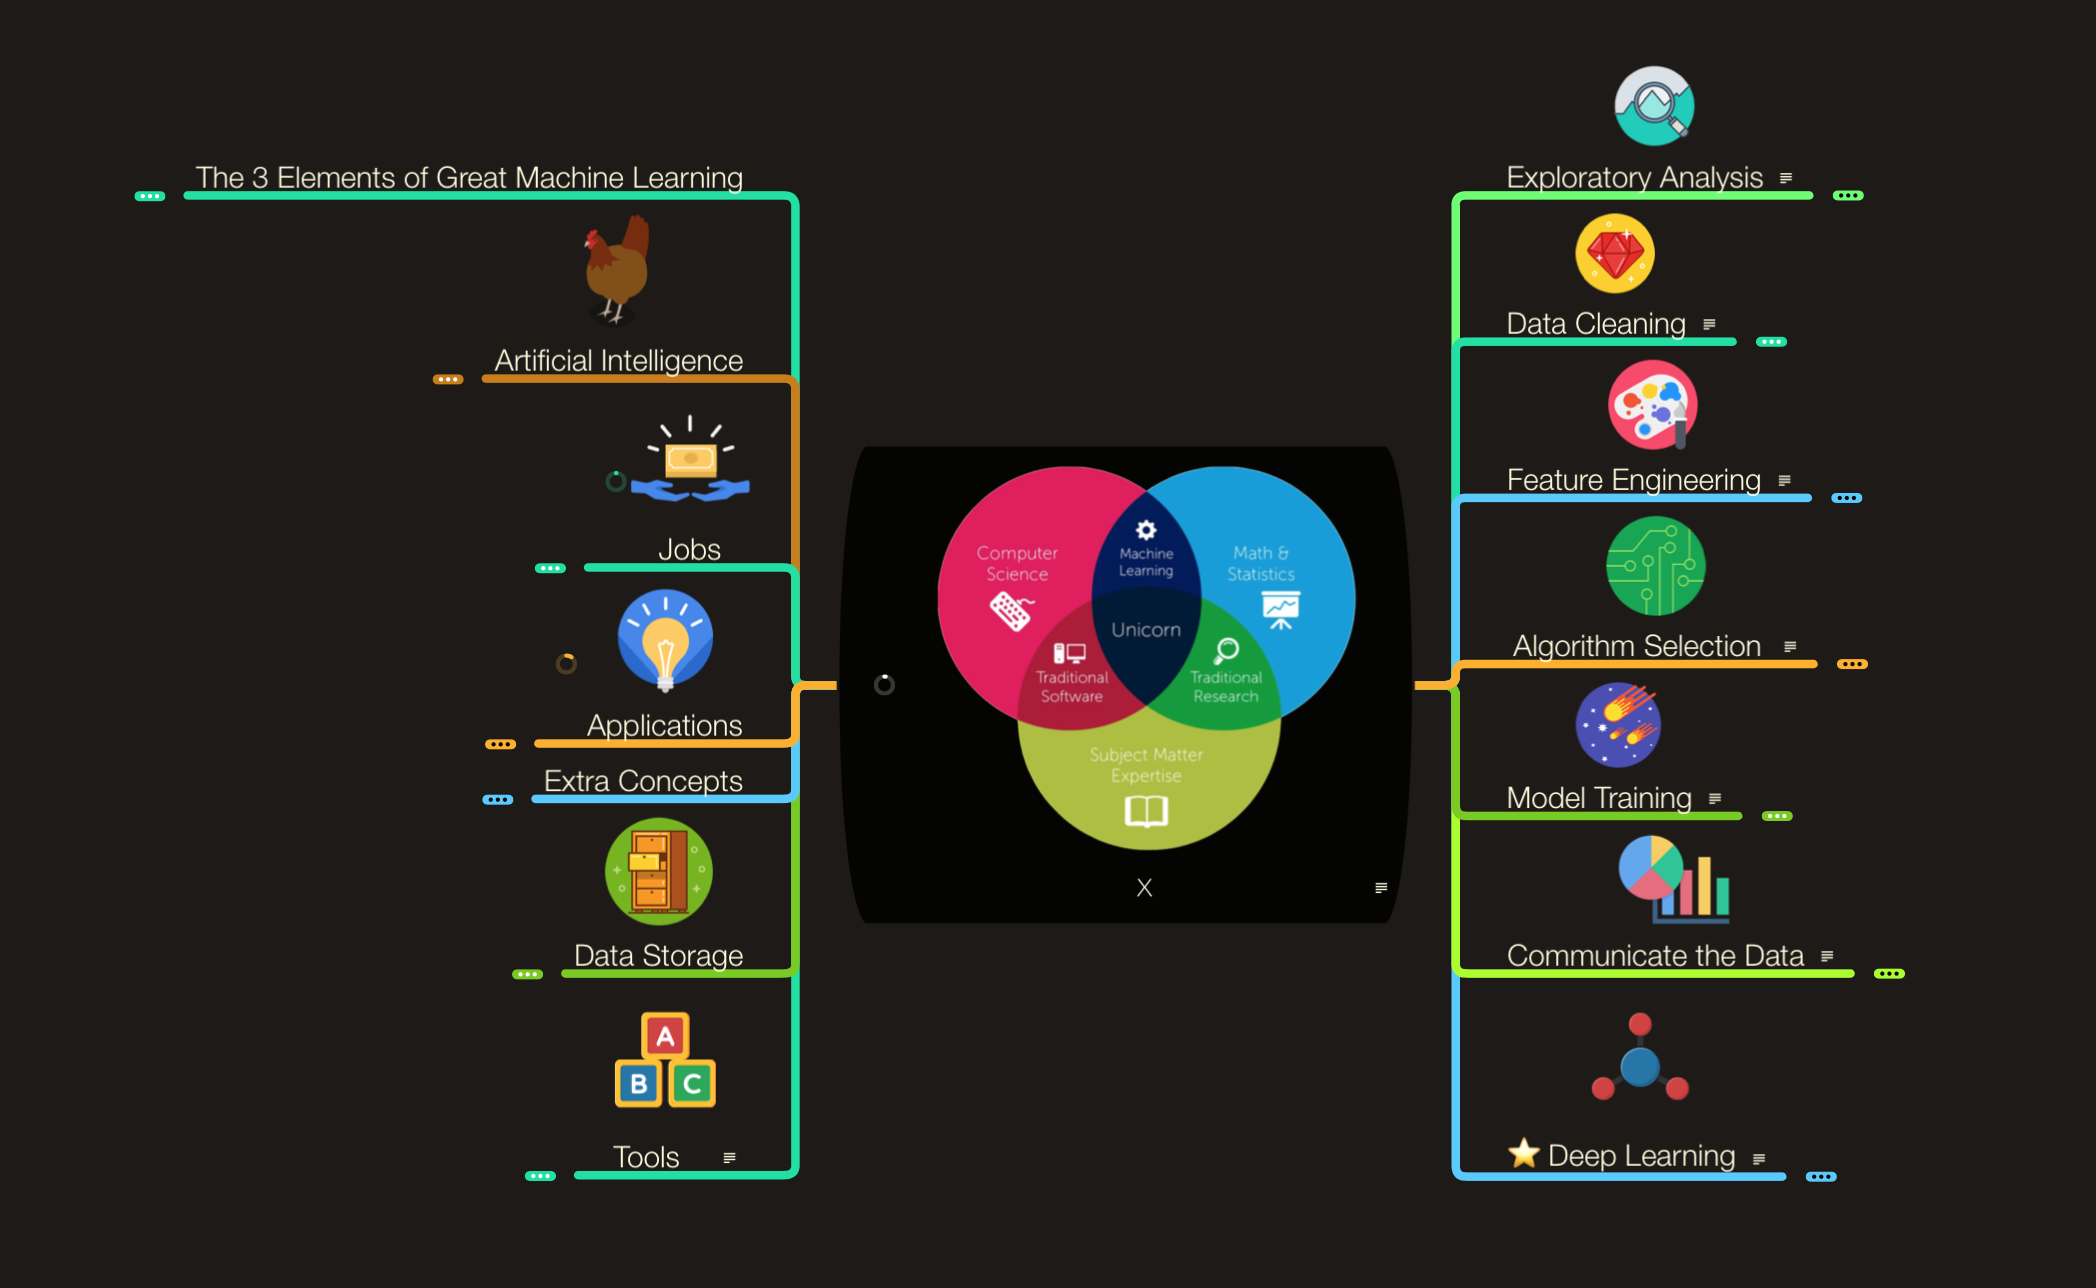 The 3 Elements of Great Machine Learning
Artificial Intelligence
Jobs
Applications
Extra Concepts
Data Storage
A
B C
Tools
Computer
Science
Machine
Learning
Math &
Statistics
Unicorn
Traditional
Software
Traditional
Research
Subject Matter
Expertise
X
Exploratory Analysis
Data Cleaning
Feature Engineering
Algorithm Selection
Model Training
Communicate the Data
Deep Learning